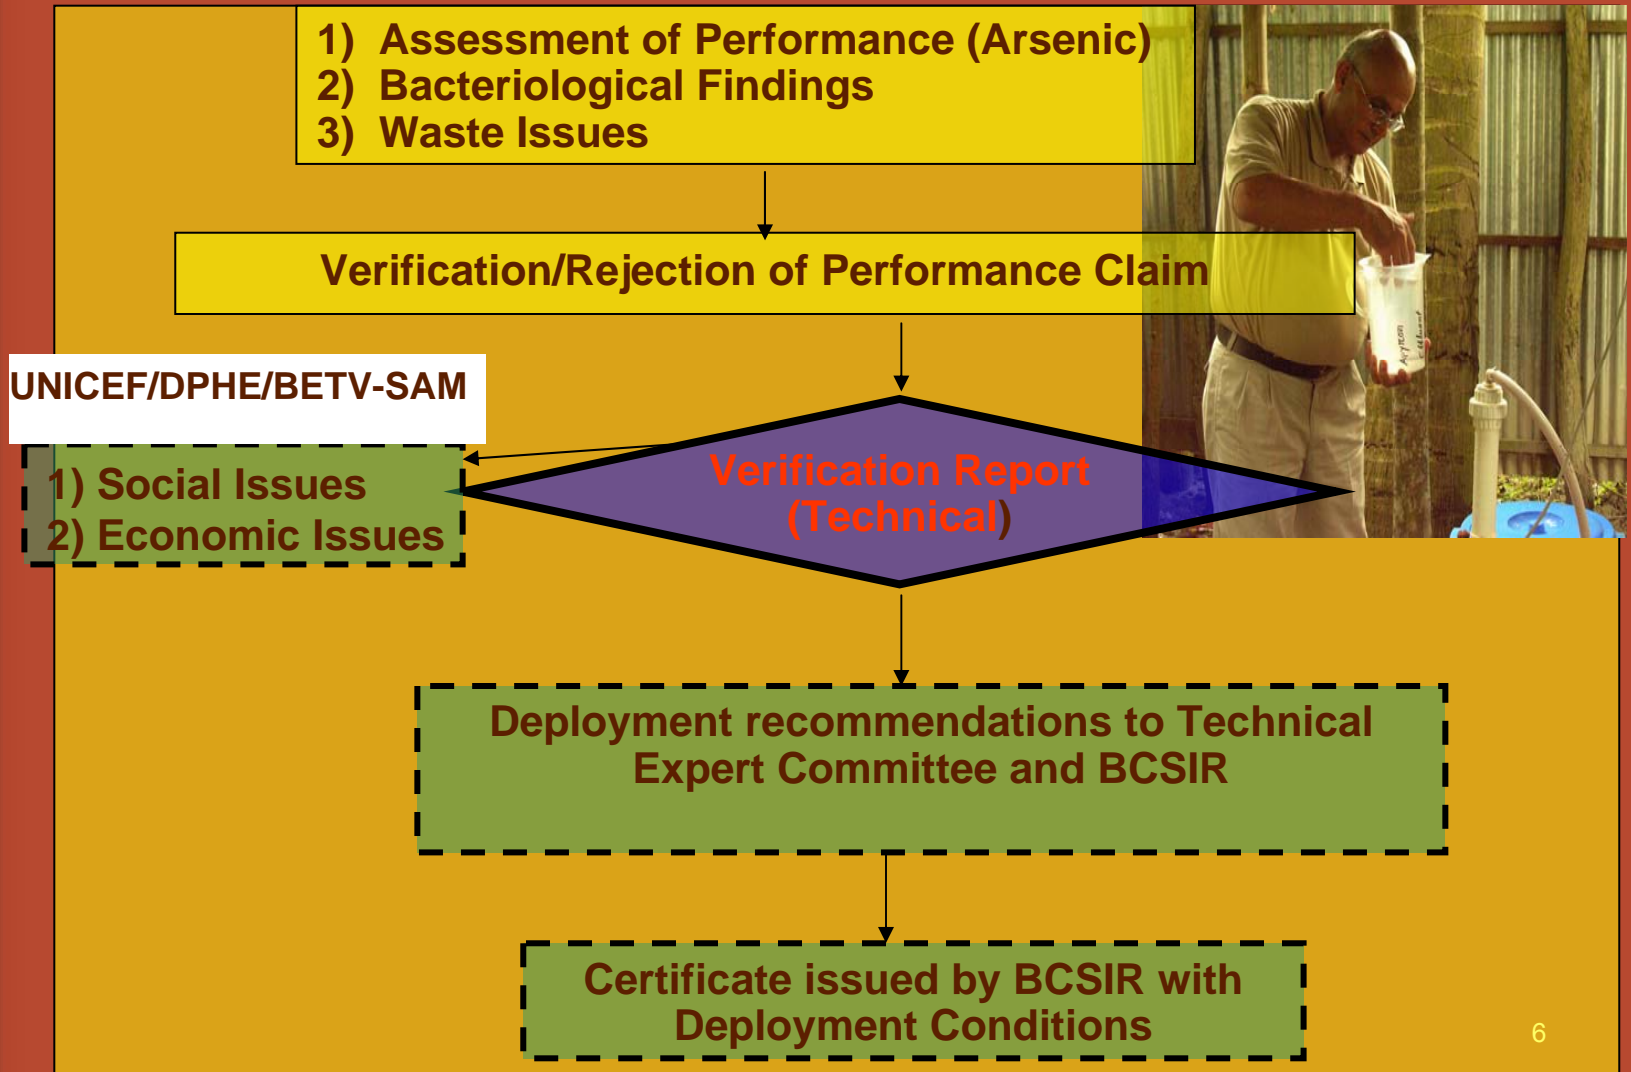 1) Assessment of Performance (Arsenic)
2) Bacteriological Findings
3) Waste Issues
Verification/Rejection of Performance Claim
UNICEF/DPHE/BETV-SAM
1) Social Issues
2) Economic Issues
Verification Report
(Technical)
Deployment recommendations to Technical
Expert Committee and BCSIR
Certificate issued by BCSIR with
Deployment Conditions
6